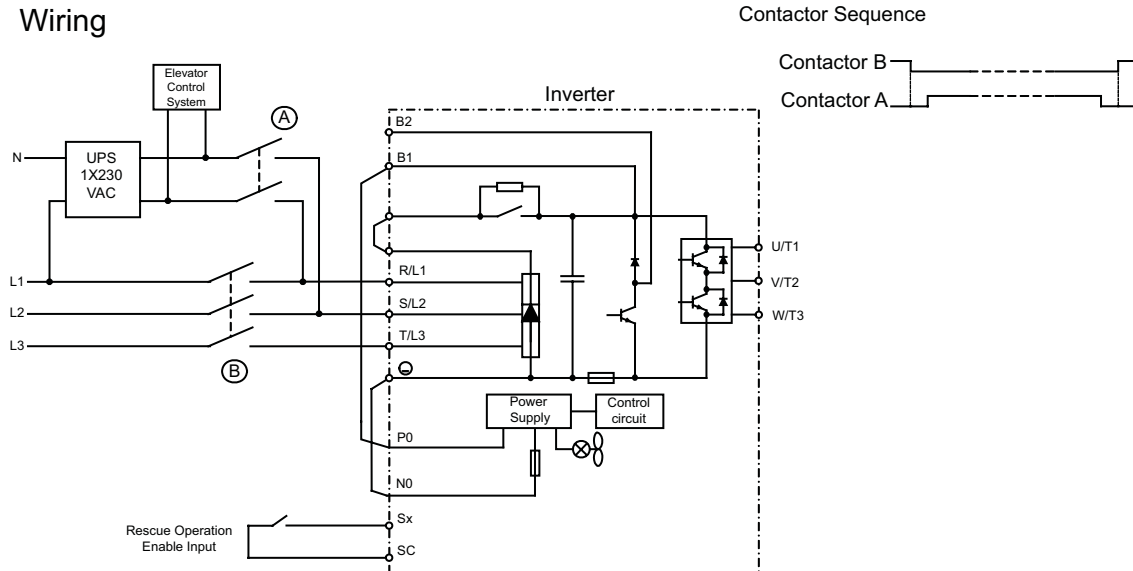 Wiring
Contactor Sequence
Contactor B
Contactor A
Elevator
Control
System
A
Inverter
B2
N
UPS
1X230
VAC
B1
U/T1
R/L1
L1
V/T2
S/L2
L2
W/T3
T/L3
L3
B
Power
Supply
Control
circuit
P0
N0
Sx
Rescue Operation
Enable Input
SC